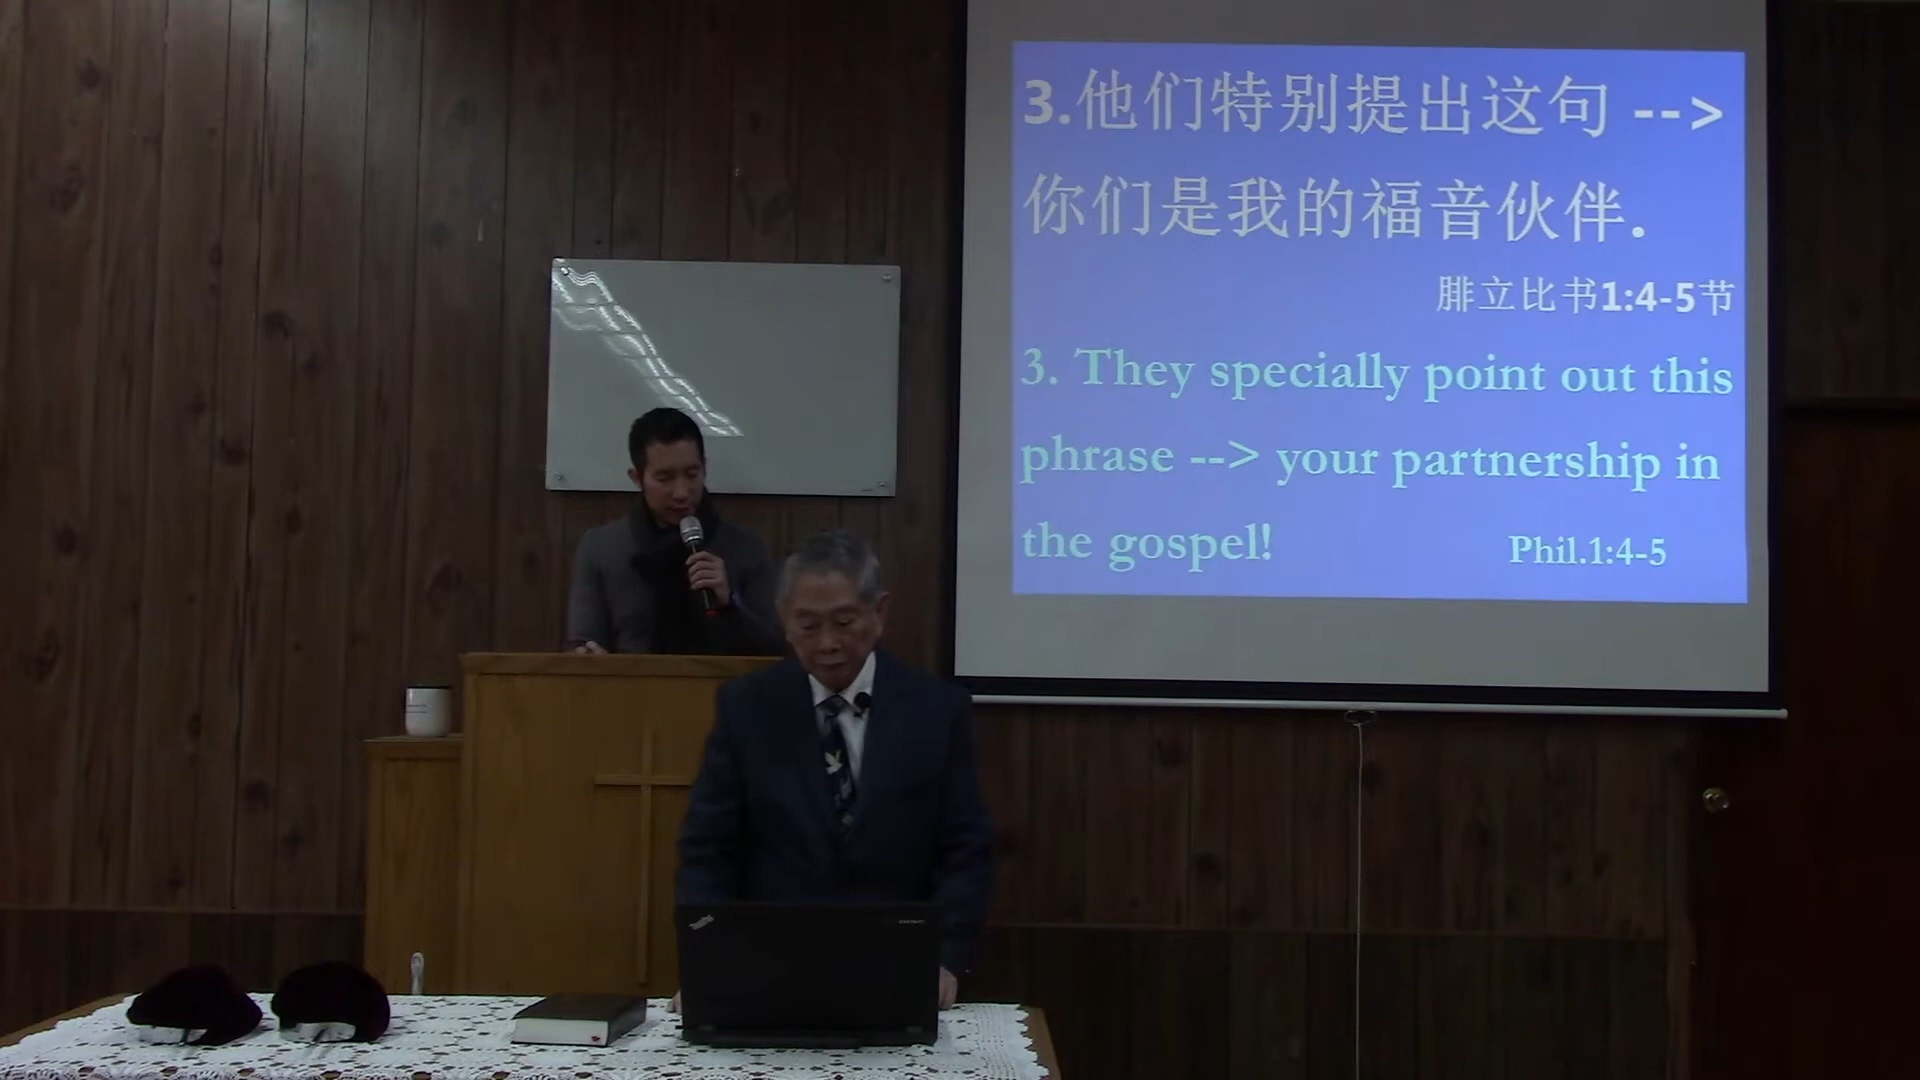 3.他们特别提出这句 -->
你们是我的福音伙伴.
腓立比书1:4-5节
3. They specially point out this
phrase --> your partnership in
the gospel!
Phil.1:4-5
ThinkPad